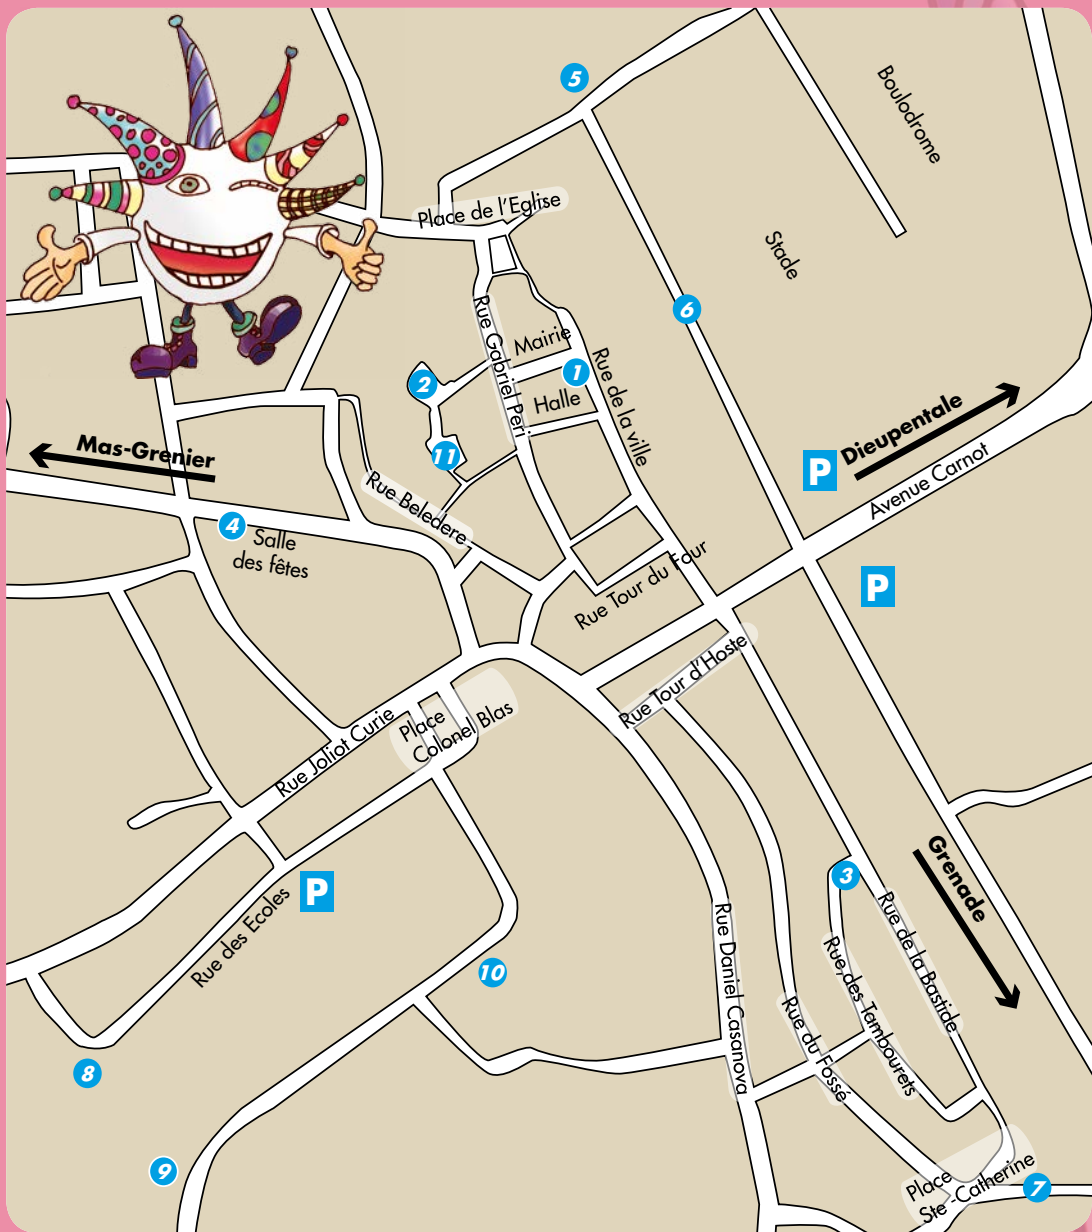 5
Boulodrome
Place de l'Eglise
Stade
6
Rue Gabriel Peri
Mairie
1
Rue de la ville
2
Halle
11
Mas-Grenier
Dieupentale
P
Avenue Carnot
Rue Beledere
4
Salle
des fêtes
P
Rue Tour du Four
Rue Tour d'Hoste
Place
Colonel Blas
Rue Joliot Curie
P
Rue des Ecoles
3
Grenade
Rue de la Bastide
Rue des Tambourets
Rue Daniel Casanova
Rue du Fossé
10
8
9
Place
Ste -Catherine
7